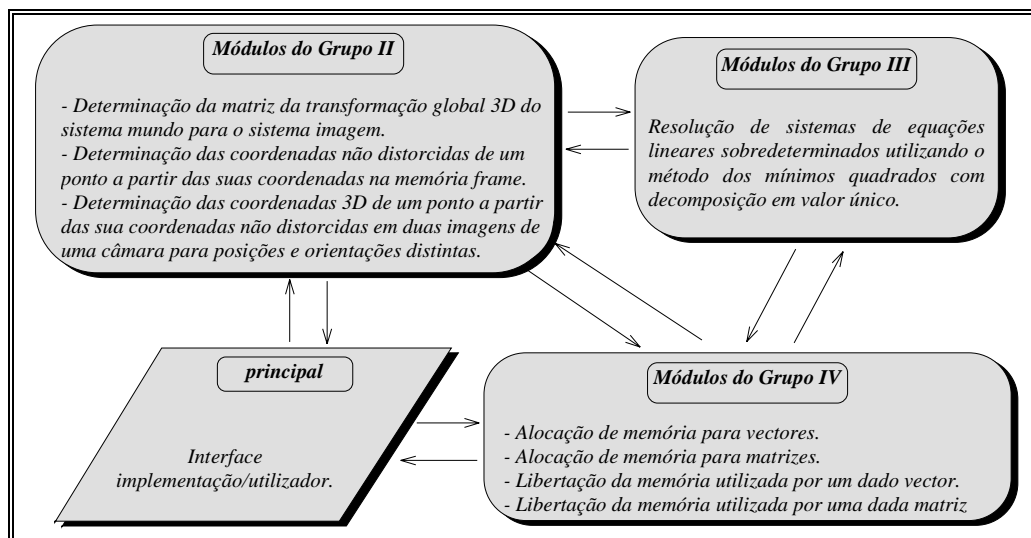 Módulos do Grupo II
- Determinação da matriz da transformação global 3D do
sistema mundo para o sistema imagem.
- Determinação das coordenadas não distorcidas de um
ponto a partir das suas coordenadas na memória frame.
- Determinação das coordenadas 3D de um ponto a partir
das sua coordenadas não distorcidas em duas imagens de
uma câmara para posições e orientações distintas.
Módulos do Grupo III
Resolução de sistemas de equações
lineares sobredeterminados utilizando o
método dos mínimos quadrados com
decomposição em valor único.
principal
Interface
implementação/utilizador.
Módulos do Grupo IV
- Alocação de memória para vectores.
- Alocação de memória para matrizes.
- Libertação da memória utilizada por um dado vector.
- Libertação da memória utilizada por uma dada matriz